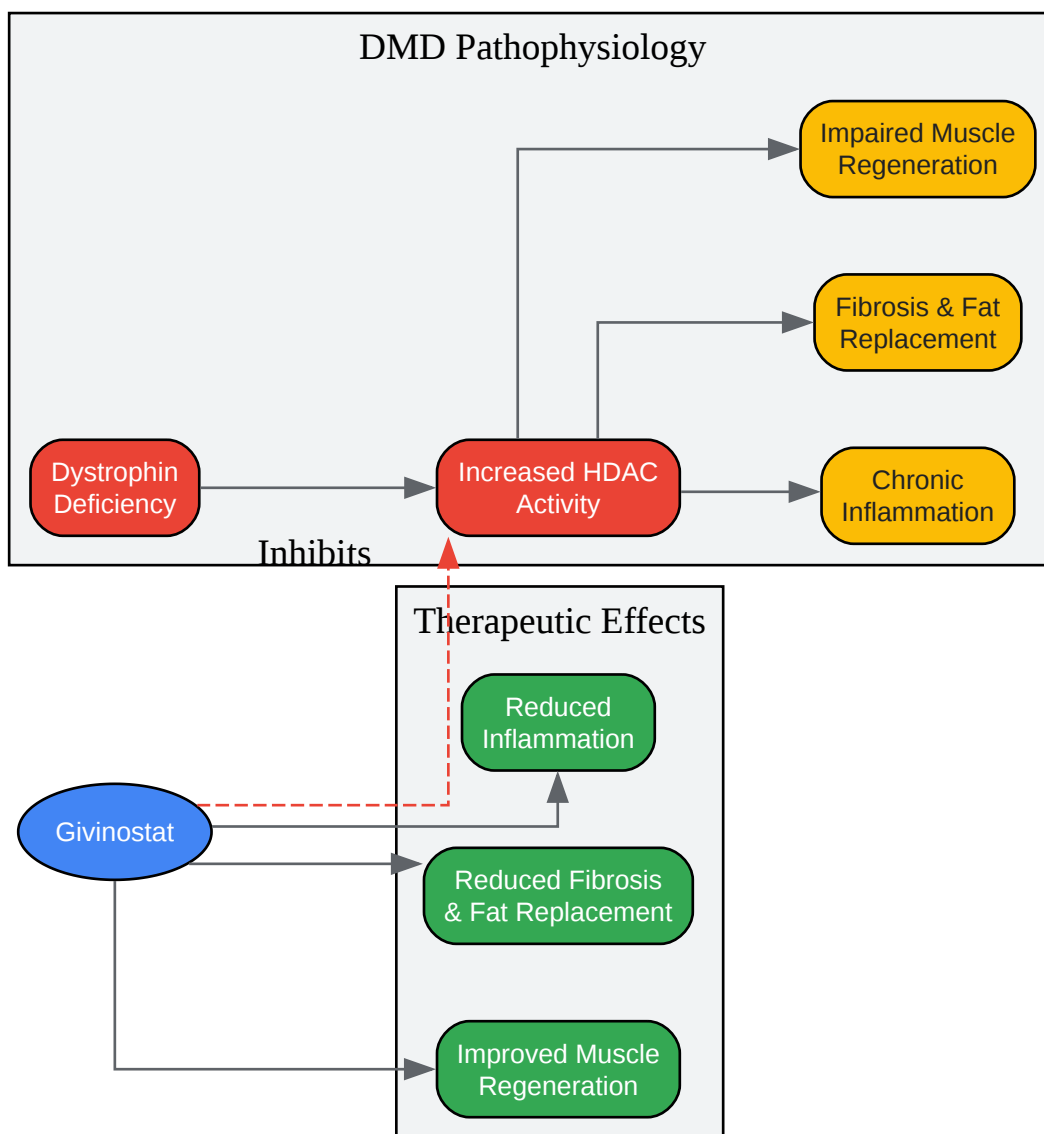 DMD Pathophysiology
Impaired Muscle
Regeneration
Fibrosis & Fat
Replacement
Dystrophin
Deficiency
Increased HDAC
Activity
Chronic
Inflammation
Inhibits
Therapeutic Effects
Reduced
Inflammation
Givinostat
Reduced Fibrosis
& Fat Replacement
Improved Muscle
Regeneration